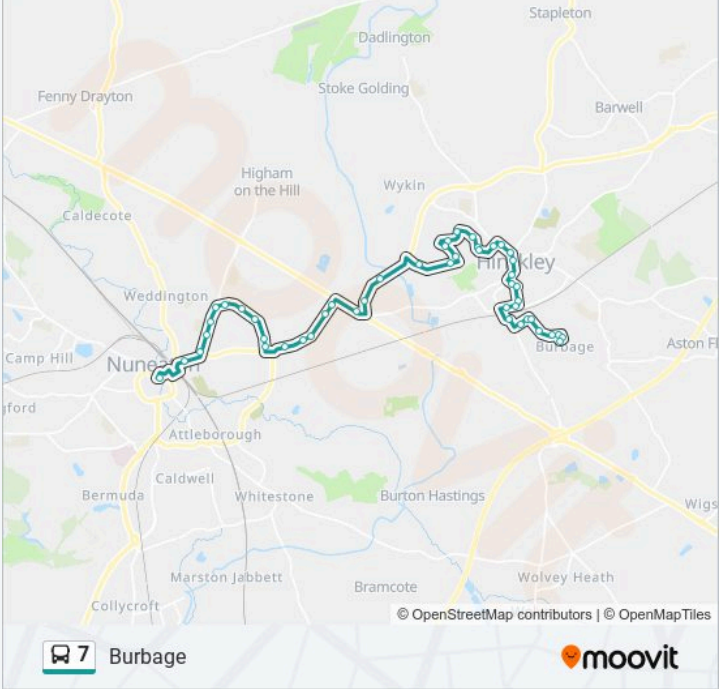 Stapleton
Dadlington
Stoke Golding
Fenny Drayton
Barwell
Higham
on the Hill
Wykin
Caldecote
Hinckley
Weddington
Burbage
Aston Fl
Camp Hill
Nuneaton
gford
Attleborough
Caldwell
Bermuda
Whitestone
Burton Hastings
Wigs
Marston Jabbett
Bramcote
Wolvey Heath
Collycroft
© OpenStreetMap contributors | © OpenMapTiles
7 Burbage
moovit